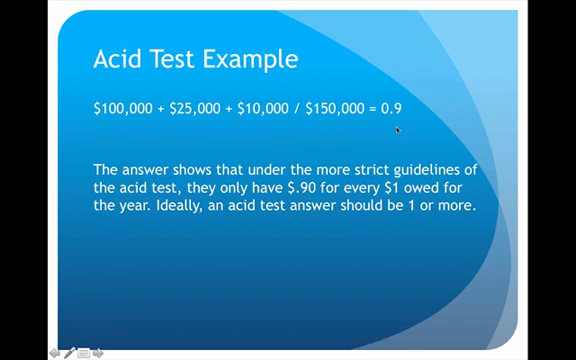 Acid Test Example
$100,000 + $25,000 + $10,000 / $150,000 = 0.9
The answer shows that under the more strict guidelines of
the acid test, they only have $.90 for every $1 owed for
the year. Ideally, an acid test answer should be 1 or more.